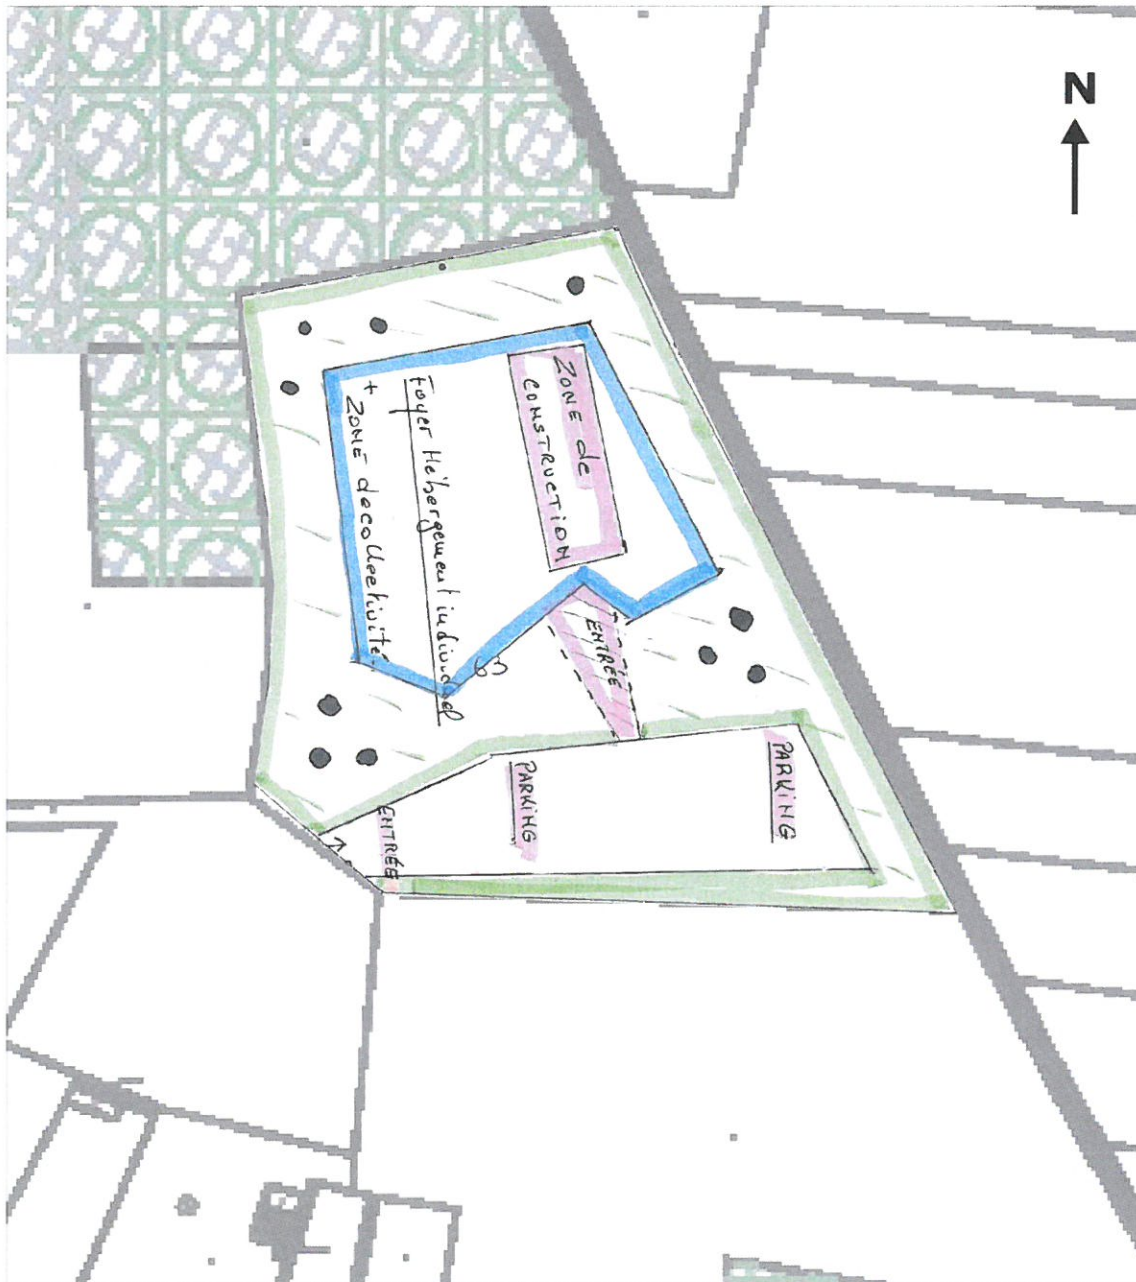 N
ZONE de
CONSTRUCTION
Foyer Hébergement individuel
+ ZONE de collectivité
ENTRÉE
PARKING
PARKING
ENTRÉE